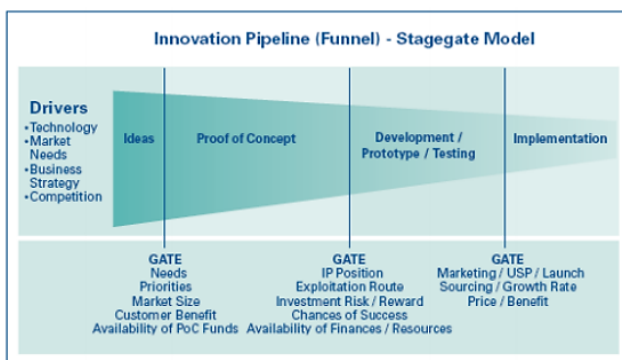 Innovation Pipeline (Funnel) - Stagegate Model
Drivers
•Technology
•Market
Needs
•Business
Strategy
•Competition
Ideas
Proof of Concept
Development /
Prototype / Testing
Implementation
GATE
Needs
Priorities
Market Size
Customer Benefit
Availability of PoC Funds
GATE
IP Position
Exploitation Route
Investment Risk / Reward
Chances of Success
Availability of Finances / Resources
GATE
Marketing / USP / Launch
Sourcing / Growth Rate
Price / Benefit